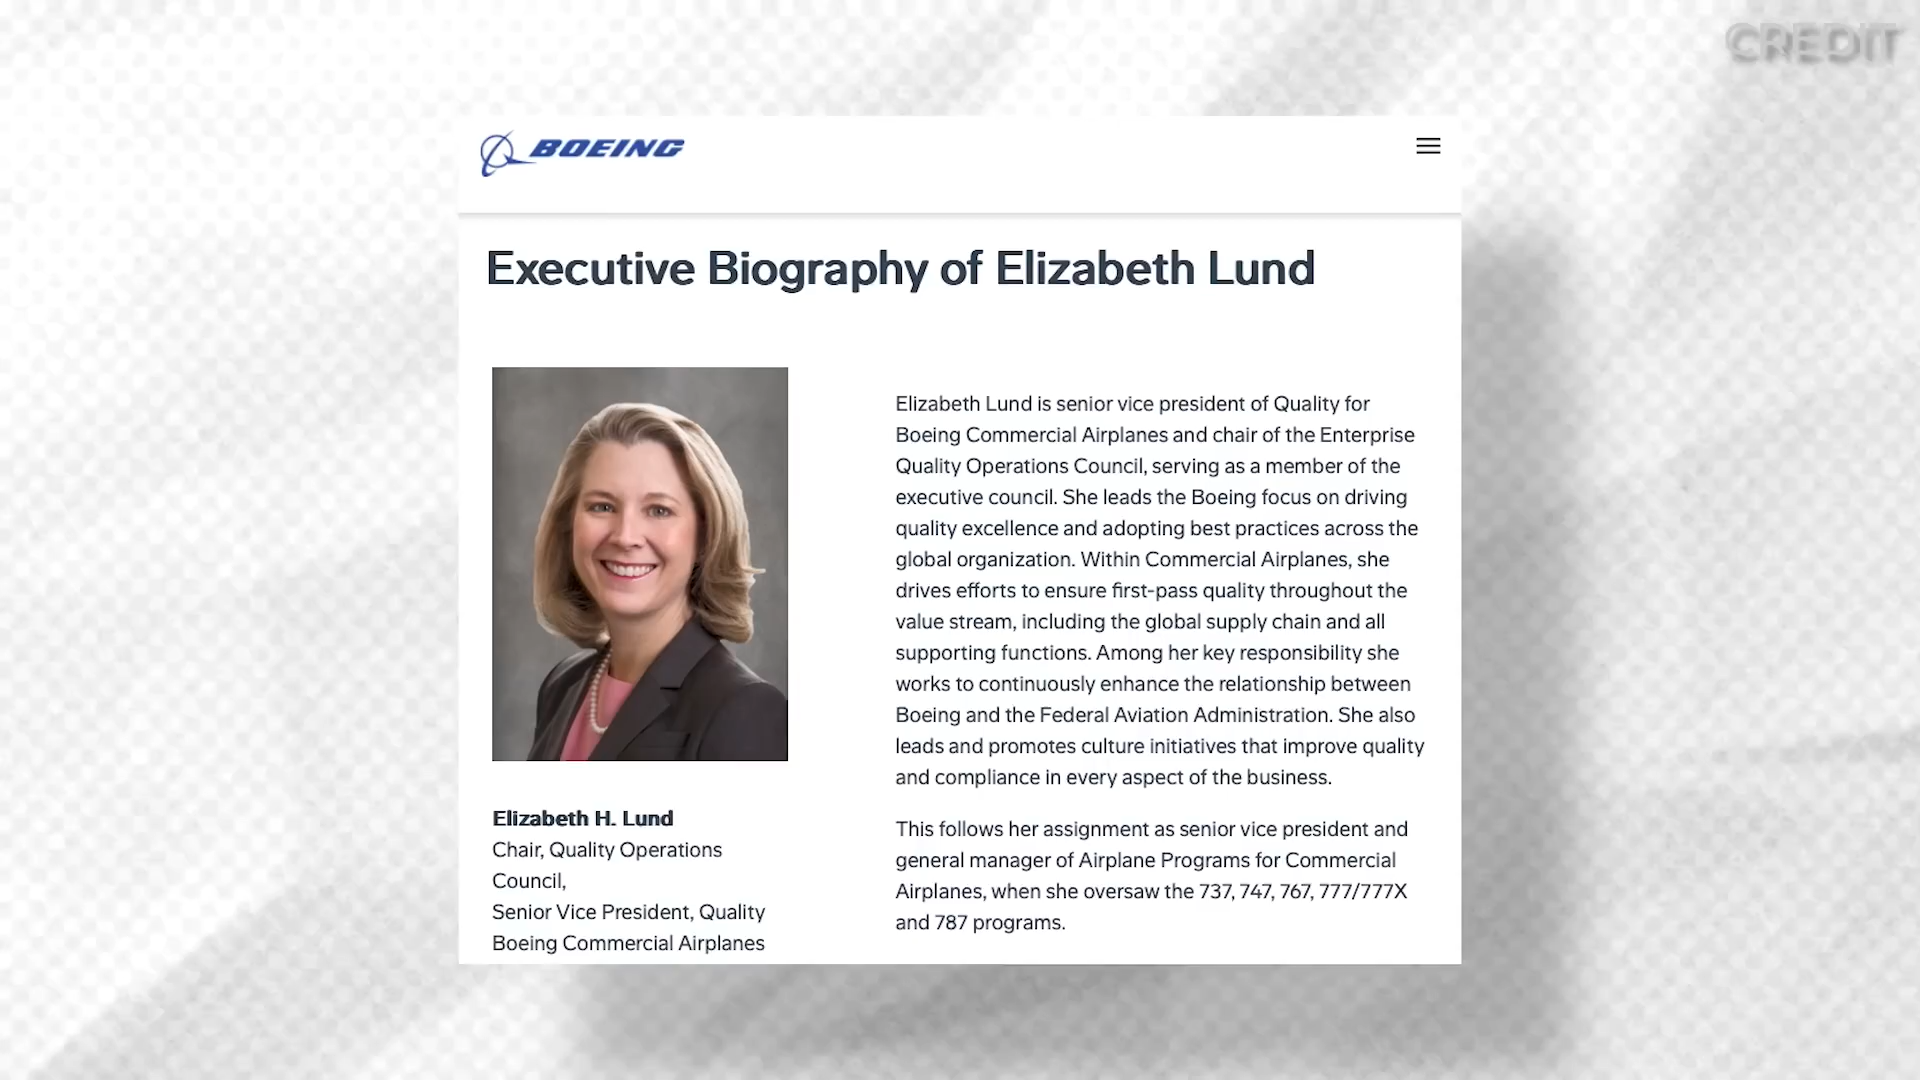 CREDIT
BOEING
Executive Biography of Elizabeth Lund
Elizabeth H. Lund
Chair, Quality Operations
Council,
Senior Vice President, Quality
Boeing Commercial Airplanes
Elizabeth Lund is senior vice president of Quality for
Boeing Commercial Airplanes and chair of the Enterprise
Quality Operations Council, serving as a member of the
executive council. She leads the Boeing focus on driving
quality excellence and adopting best practices across the
global organization. Within Commercial Airplanes, she
drives efforts to ensure first-pass quality throughout the
value stream, including the global supply chain and all
supporting functions. Among her key responsibility she
works to continuously enhance the relationship between
Boeing and the Federal Aviation Administration. She also
leads and promotes culture initiatives that improve quality
and compliance in every aspect of the business.
This follows her assignment as senior vice president and
general manager of Airplane Programs for Commercial
Airplanes, when she oversaw the 737, 747, 767, 777/777X
and 787 programs.